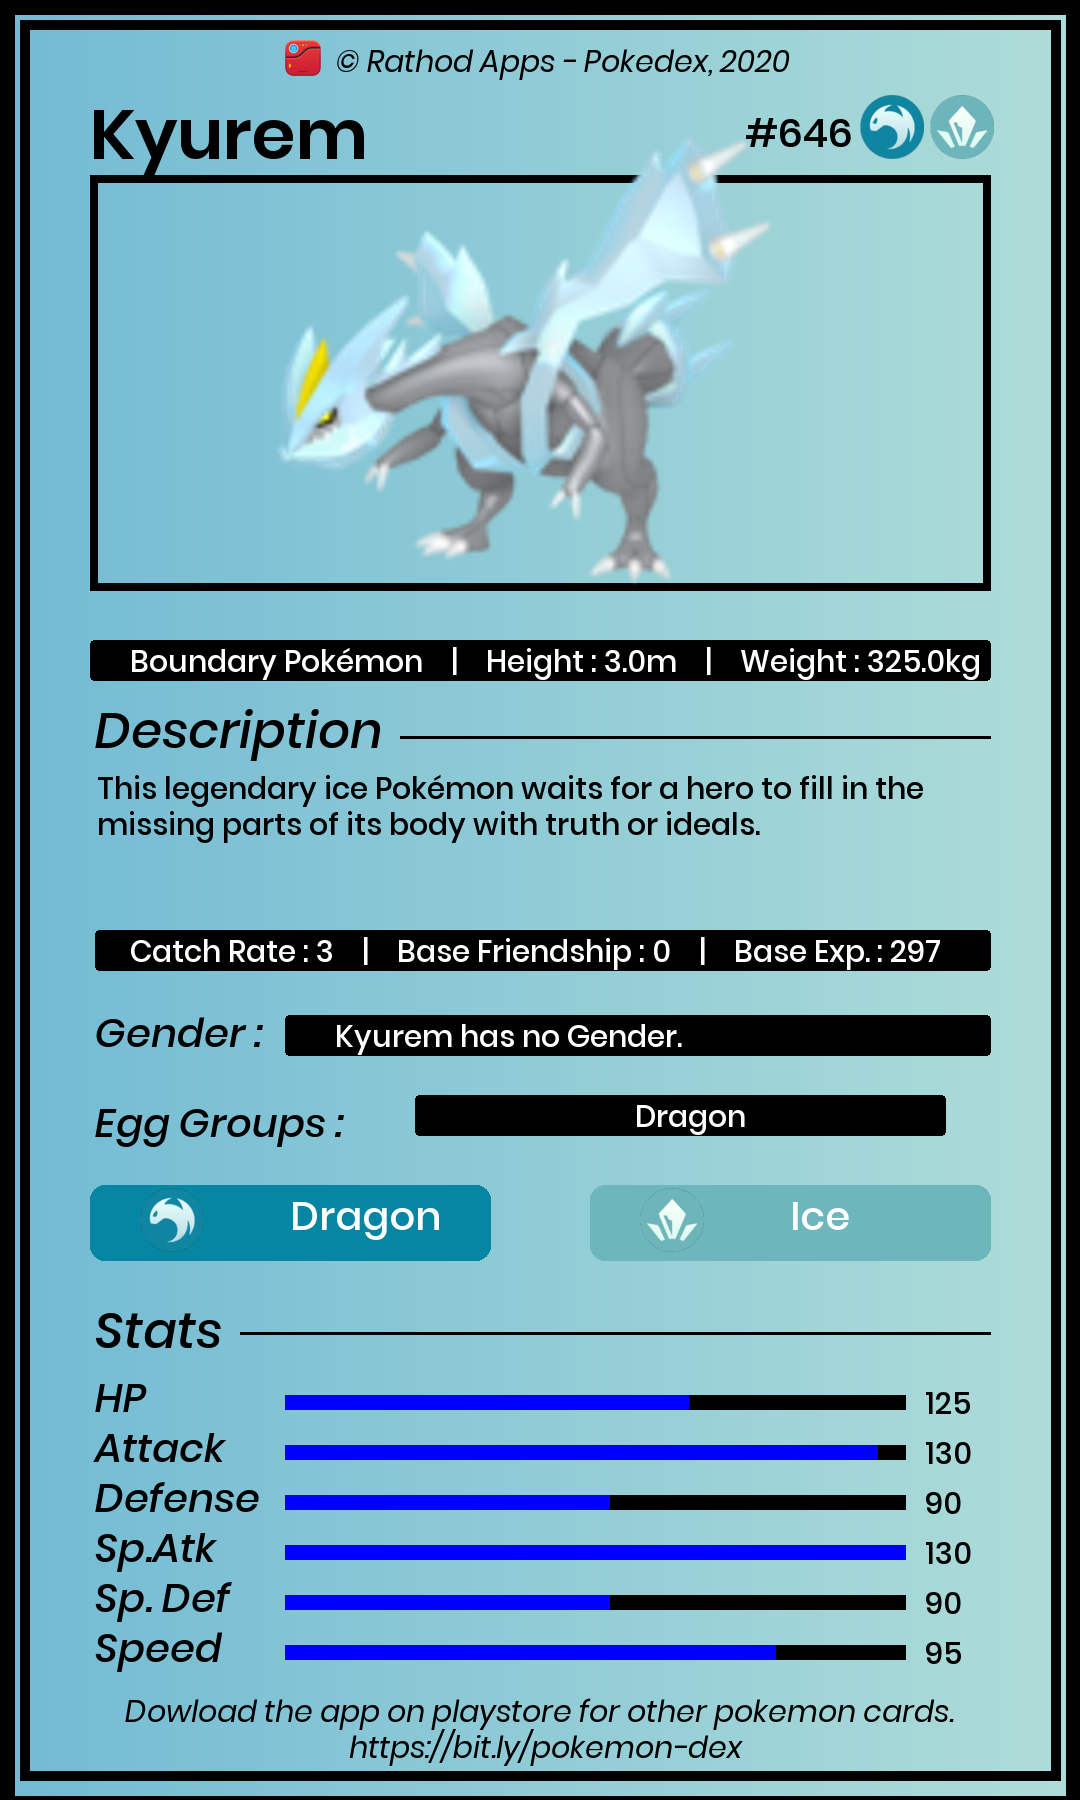 © Rathod Apps - Pokedex, 2020
Kyurem #646
Boundary Pokémon | Height : 3.0m | Weight : 325.0kg
Description
This legendary ice Pokémon waits for a hero to fill in the
missing parts of its body with truth or ideals.
Catch Rate : 3 | Base Friendship : 0 | Base Exp. : 297
Gender : Kyurem has no Gender.
Egg Groups : Dragon
Dragon Ice
Stats
HP 125
Attack 130
Defense 90
Sp.Atk 130
Sp. Def 90
Speed 95
Dowload the app on playstore for other pokemon cards.
https://bit.ly/pokemon-dex